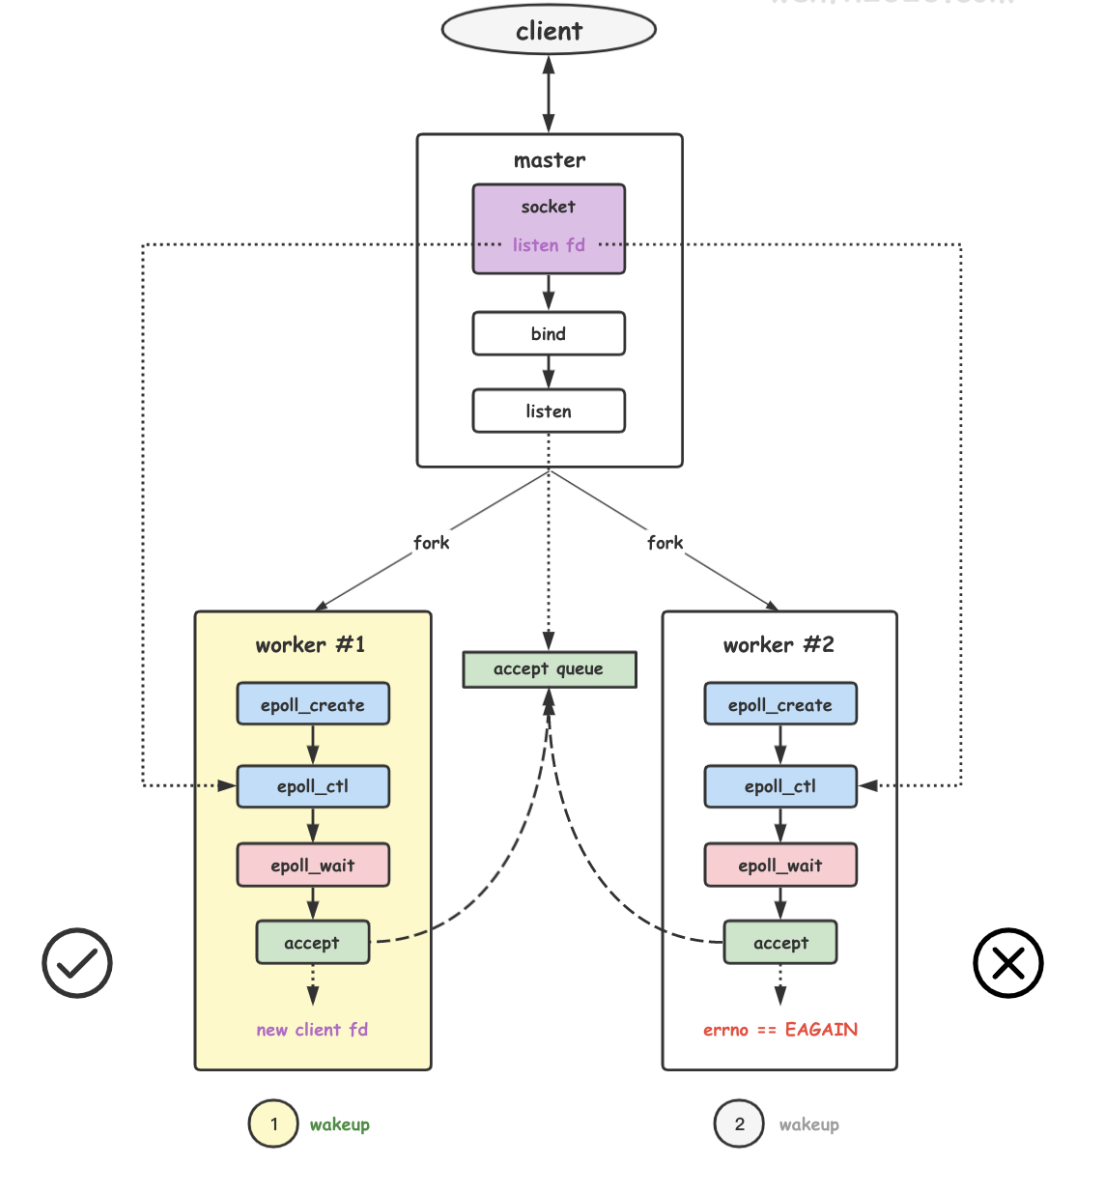 client
master
socket
listen fd
bind
listen
fork
fork
worker #1
accept queue
worker #2
epoll_create
epoll_create
epoll_ctl
epoll_ctl
epoll_wait
epoll_wait
accept
accept
new client fd
errno == EAGAIN
1
wakeup
2
wakeup